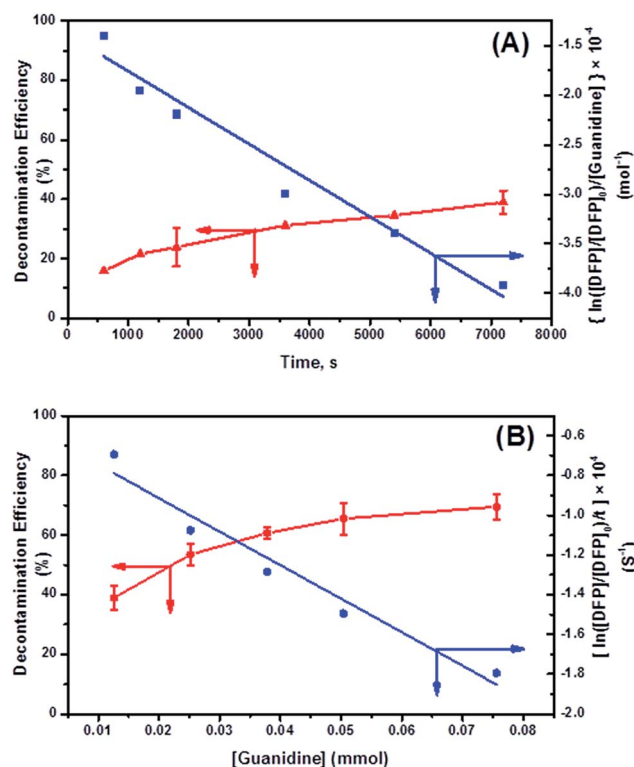 (A)
Decontamination Efficiency
(%)
100
80
60
40
20
0
-1.5
-2.0
-2.5
-3.0
-3.5
-4.0
{ ln([DFP]/[DFP]₀)/[Guanidine] } × 10⁻⁴
(mol⁻¹)
0 1000 2000 3000 4000 5000 6000 7000 8000
Time, s
(B)
Decontamination Efficiency
(%)
100
80
60
40
20
0
-0.6
-0.8
-1.0
-1.2
-1.4
-1.6
-1.8
-2.0
[ ln([DFP]/[DFP]₀)/t ] × 10⁴
(S⁻¹)
0.01 0.02 0.03 0.04 0.05 0.06 0.07 0.08
[Guanidine] (mmol)